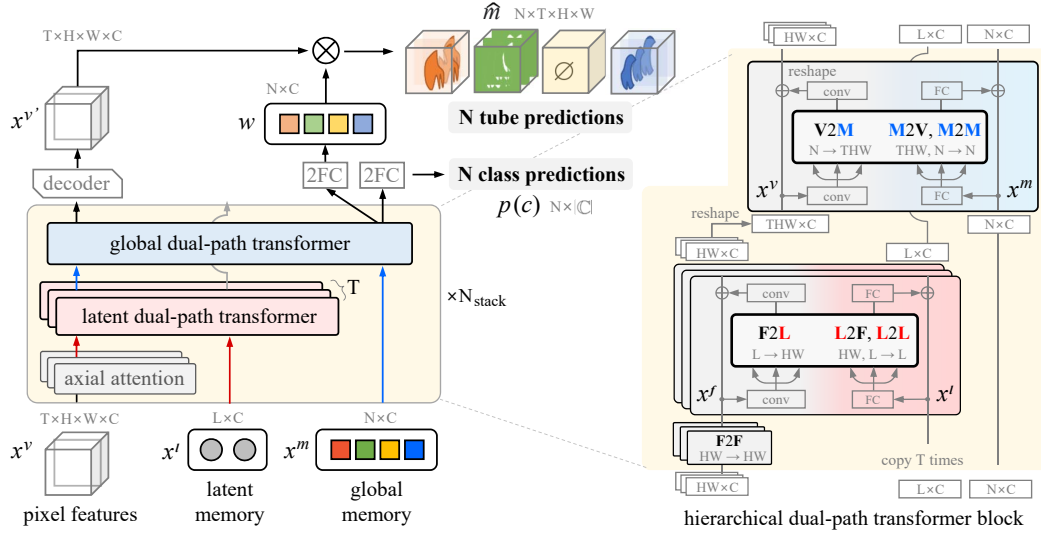 T×H×W×C
x^v'
decoder
m̂ N×T×H×W
∅
N×C
w
2FC 2FC
N tube predictions
N class predictions
p(c) N×|ℂ|
global dual-path transformer
T
latent dual-path transformer
×N_stack
axial attention
T×H×W×C
L×C
N×C
x^v
x^l
x^m
pixel features
latent memory
global memory
HW×C
L×C
N×C
reshape
conv
FC
V2M
M2V, M2M
N → THW
THW, N → N
x^v
conv
FC
x^m
reshape
THW×C
N×C
HW×C
L×C
conv
FC
F2L
L2F, L2L
L → HW
HW, L → L
x^f
conv
FC
x^l
F2F
HW → HW
copy T times
HW×C
L×C
N×C
hierarchical dual-path transformer block